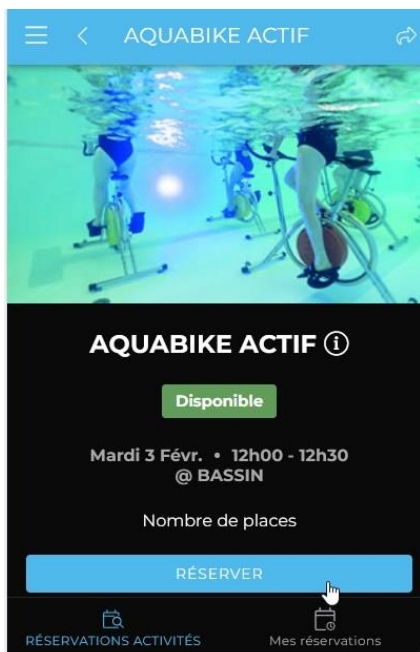 AQUABIKE ACTIF
AQUABIKE ACTIF
Disponible
Mardi 3 Févr. • 12h00 - 12h30
@ BASSIN
Nombre de places
RÉSERVER
RÉSERVATIONS ACTIVITÉS
Mes réservations